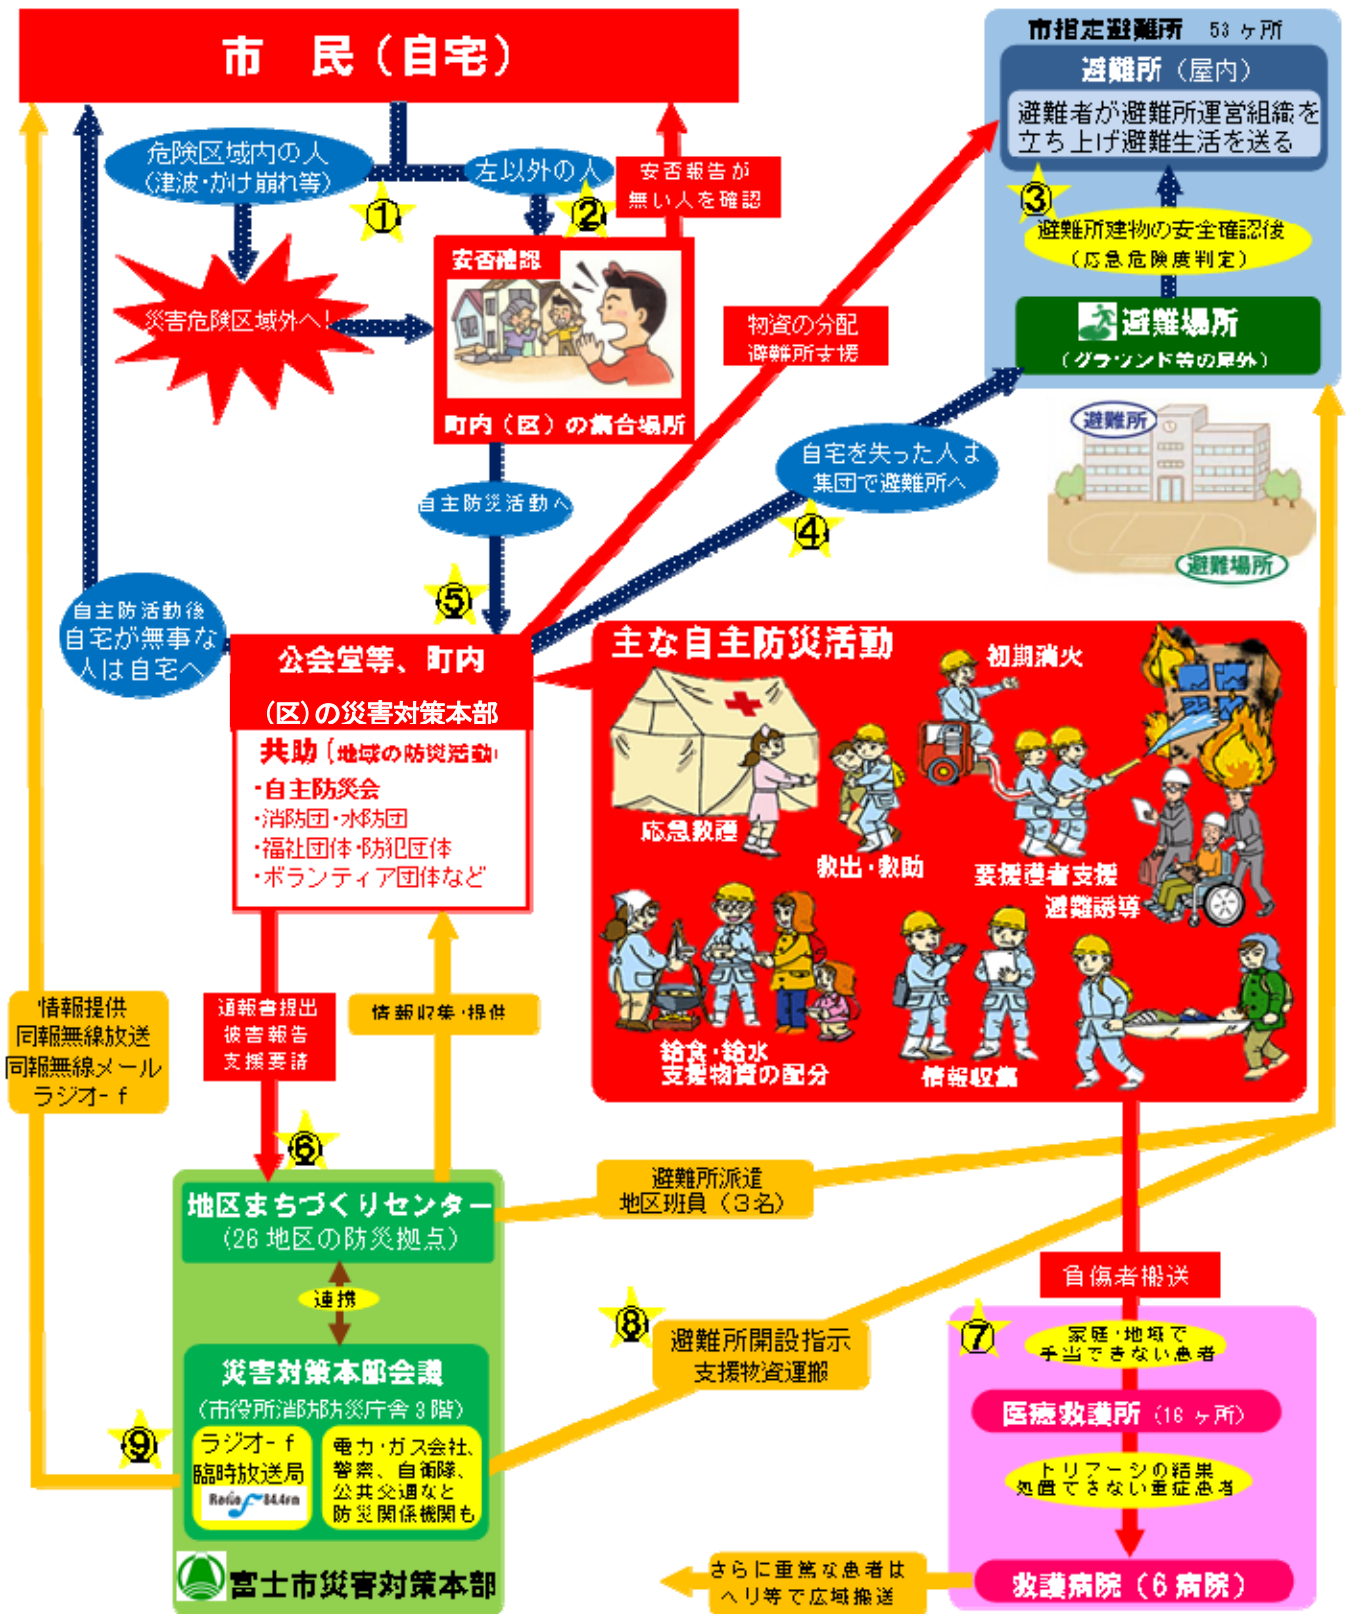 市　民（自宅）
市指定避難所　53ヶ所
避難所（屋内）
避難者が避難所運営組織を
立ち上げ避難生活を送る
危険区域内の人
(津波・がけ崩れ等)
①
左以外の人
②
安否報告が
無い人を確認
③
避難所建物の安全確認後
（応急危険度判定）
避難場所
（グラウンド等の屋外）
災害危険区域外へ！
安否確認
町内（区）の集合場所
物資の分配
避難所支援
避難所
避難場所
自宅を失った人は
集団で避難所へ
④
自主防災活動へ
⑤
自主防活動後
自宅が無事な
人は自宅へ
公会堂等、町内
（区）の災害対策本部
共助（地域の防災活動）
・自主防災会
・消防団・水防団
・福祉団体・防犯団体
・ボランティア団体など
主な自主防災活動
初期消火
応急救護
救出・救助
要援護者支援
避難誘導
給食・給水
支援物資の配分
情報収集
情報提供
同報無線放送
同報無線メール
ラジオ-ｆ
通報書提出
被害報告
支援要請
情報収集・提供
⑥
地区まちづくりセンター
（26地区の防災拠点）
連携
災害対策本部会議
（市役所消防防災庁舎３階）
ラジオ-ｆ
臨時放送局
Radio f 84.4fm
電力・ガス会社、
警察、自衛隊、
公共交通など
防災関係機関も
富士市災害対策本部
避難所派遣
地区班員（３名）
⑧
避難所開設指示
支援物資運搬
⑨
負傷者搬送
⑦
家庭・地域で
手当できない患者
医療救護所（16ヶ所）
トリアージの結果
処置できない重症患者
救護病院（6病院）
さらに重篤な患者は
ヘリ等で広域搬送